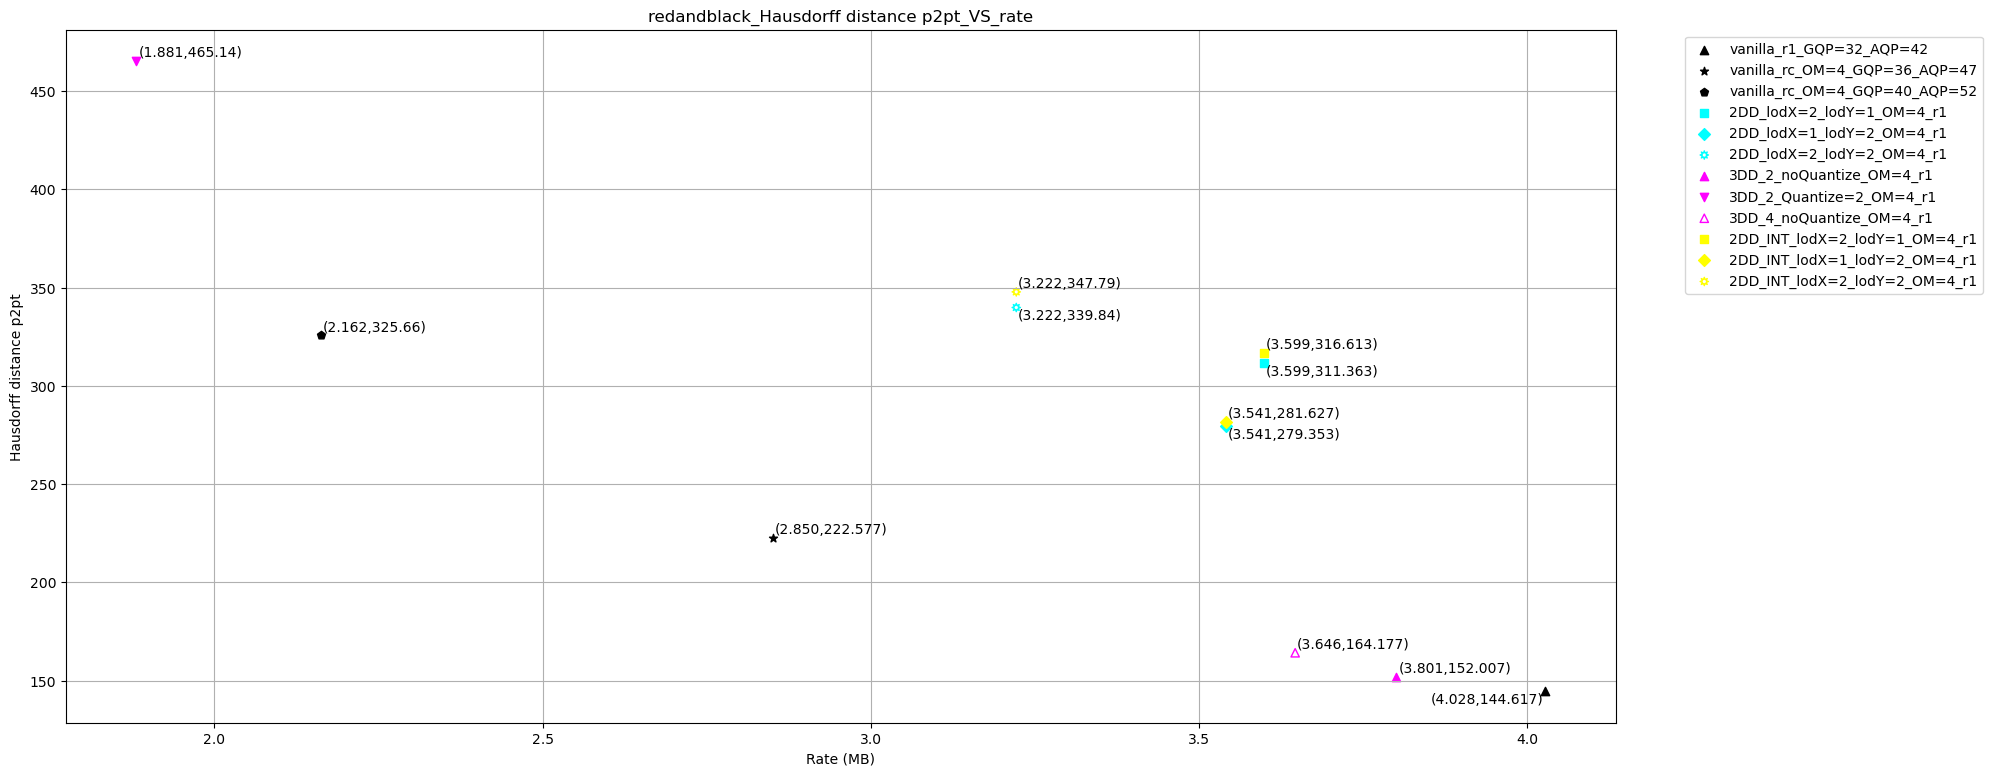 redandblack_Hausdorff distance p2pt_VS_rate
(1.881,465.14)
(3.222,347.79)
(3.222,339.84)
(2.162,325.66)
(3.599,316.613)
(3.599,311.363)
(3.541,281.627)
(3.541,279.353)
(2.850,222.577)
(3.646,164.177)
(3.801,152.007)
(4.028,144.617)
450
400
350
300
250
200
150
Hausdorff distance p2pt
2.0
2.5
3.0
3.5
4.0
Rate (MB)
vanilla_r1_GQP=32_AQP=42
vanilla_rc_OM=4_GQP=36_AQP=47
vanilla_rc_OM=4_GQP=40_AQP=52
2DD_lodX=2_lodY=1_OM=4_r1
2DD_lodX=1_lodY=2_OM=4_r1
2DD_lodX=2_lodY=2_OM=4_r1
3DD_2_noQuantize_OM=4_r1
3DD_2_Quantize=2_OM=4_r1
3DD_4_noQuantize_OM=4_r1
2DD_INT_lodX=2_lodY=1_OM=4_r1
2DD_INT_lodX=1_lodY=2_OM=4_r1
2DD_INT_lodX=2_lodY=2_OM=4_r1